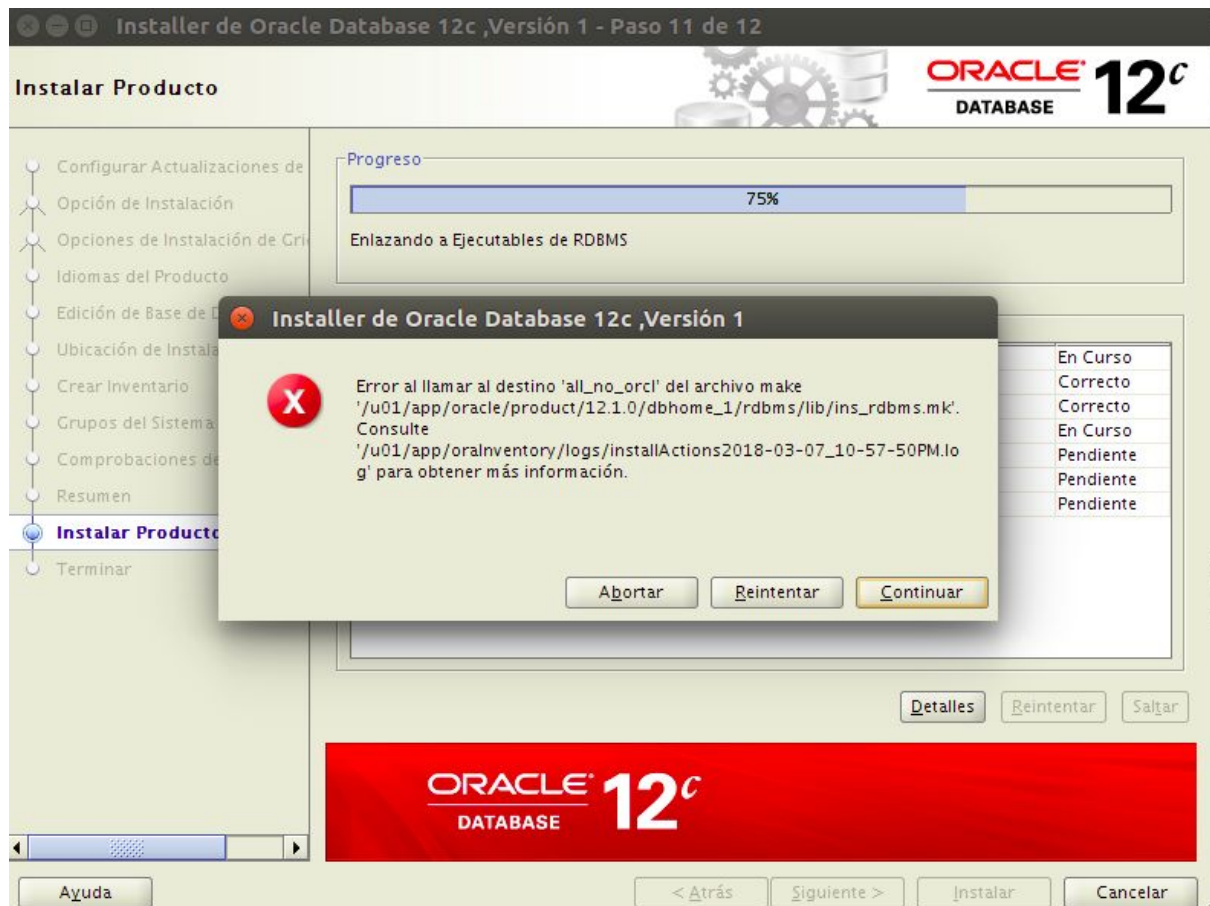 Installer de Oracle Database 12c ,Versión 1 - Paso 11 de 12
Instalar Producto
ORACLE
DATABASE
12c
Configurar Actualizaciones de
Opción de Instalación
Opciones de Instalación de Gri
Idiomas del Producto
Edición de Base de D
Ubicación de Instala
Crear Inventario
Grupos del Sistema
Comprobaciones de
Resumen
Instalar Producto
Terminar
Progreso
75%
Enlazando a Ejecutables de RDBMS
Installer de Oracle Database 12c ,Versión 1
Error al llamar al destino 'all_no_orcl' del archivo make
'/u01/app/oracle/product/12.1.0/dbhome_1/rdbms/lib/ins_rdbms.mk'.
Consulte
'/u01/app/oraInventory/logs/installActions2018-03-07_10-57-50PM.lo
g' para obtener más información.
Abortar
Reintentar
Continuar
En Curso
Correcto
Correcto
En Curso
Pendiente
Pendiente
Pendiente
Detalles
Reintentar
Saltar
ORACLE
DATABASE
12c
Ayuda
< Atrás
Siguiente >
Instalar
Cancelar